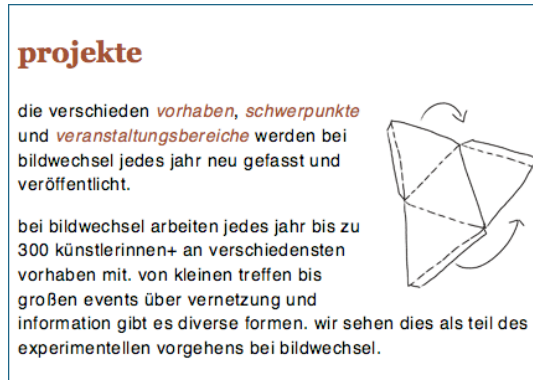 projekte
die verschieden vorhaben, schwerpunkte
und veranstaltungsbereiche werden bei
bildwechsel jedes jahr neu gefasst und
veröffentlicht.
bei bildwechsel arbeiten jedes jahr bis zu
300 künstlerinnen+ an verschiedensten
vorhaben mit. von kleinen treffen bis
großen events über vernetzung und
information gibt es diverse formen. wir sehen dies als teil des
experimentellen vorgehens bei bildwechsel.